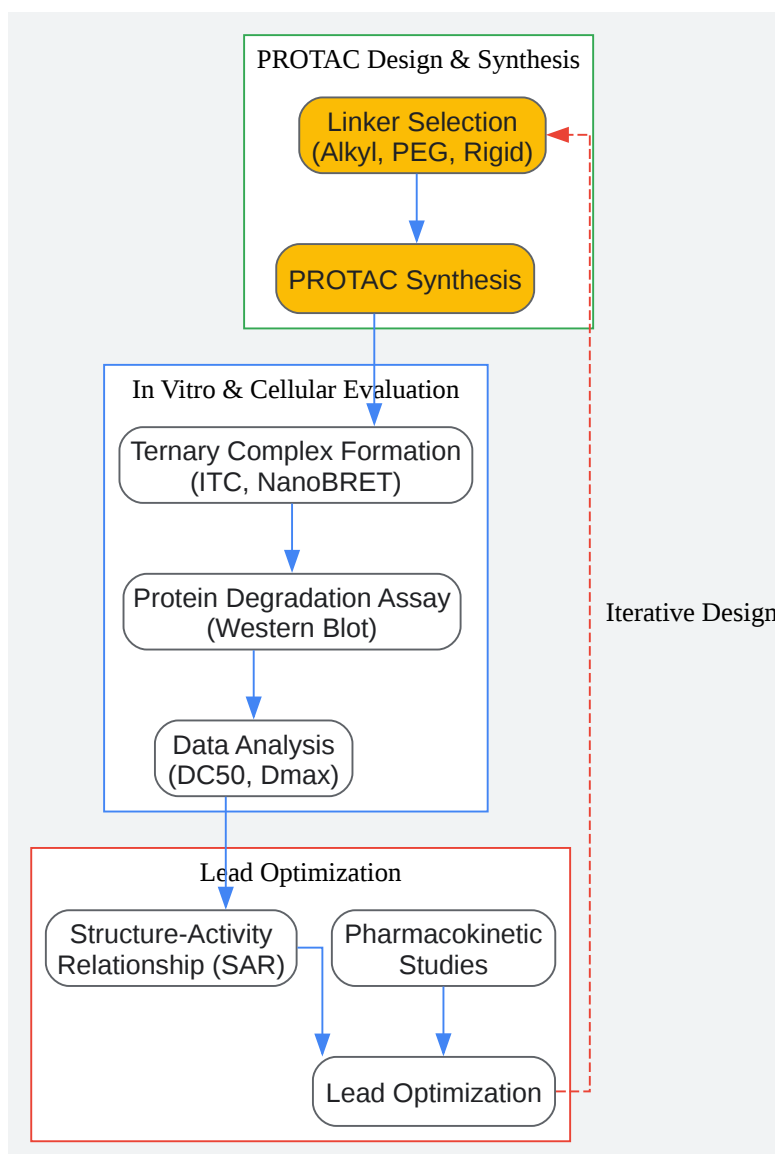 PROTAC Design & Synthesis
Linker Selection
(Alkyl, PEG, Rigid)
PROTAC Synthesis
In Vitro & Cellular Evaluation
Ternary Complex Formation
(ITC, NanoBRET)
Protein Degradation Assay
(Western Blot)
Iterative Design
Data Analysis
(DC50, Dmax)
Lead Optimization
Structure-Activity
Relationship (SAR)
Pharmacokinetic
Studies
Lead Optimization